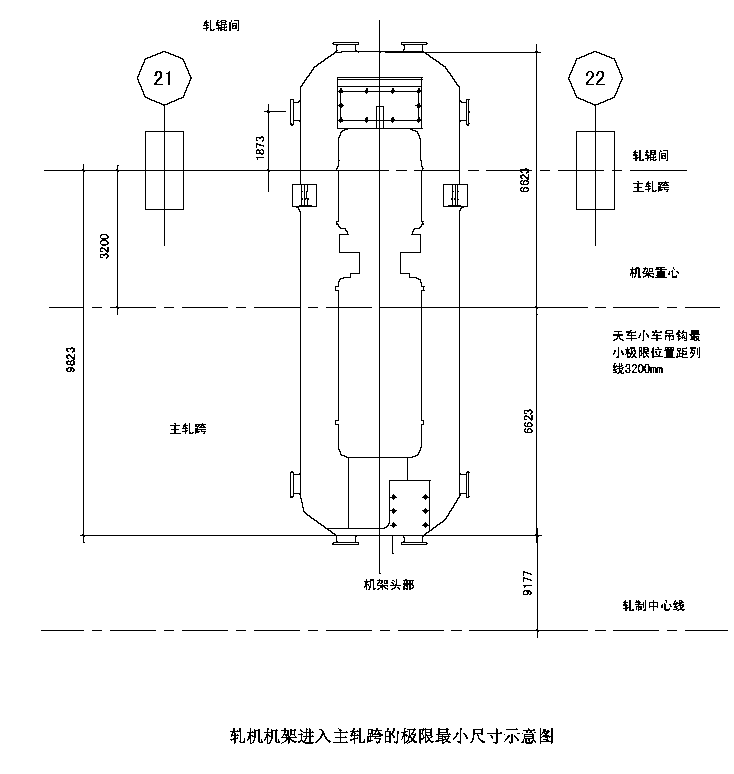 轧辊间
21
22
1873
轧辊间
主轧跨
6623
3200
机架重心
天车小车吊钩最
小极限位置距列
线3200mm
9823
主轧跨
6623
机架头部
9177
轧制中心线
轧机机架进入主轧跨的极限最小尺寸示意图